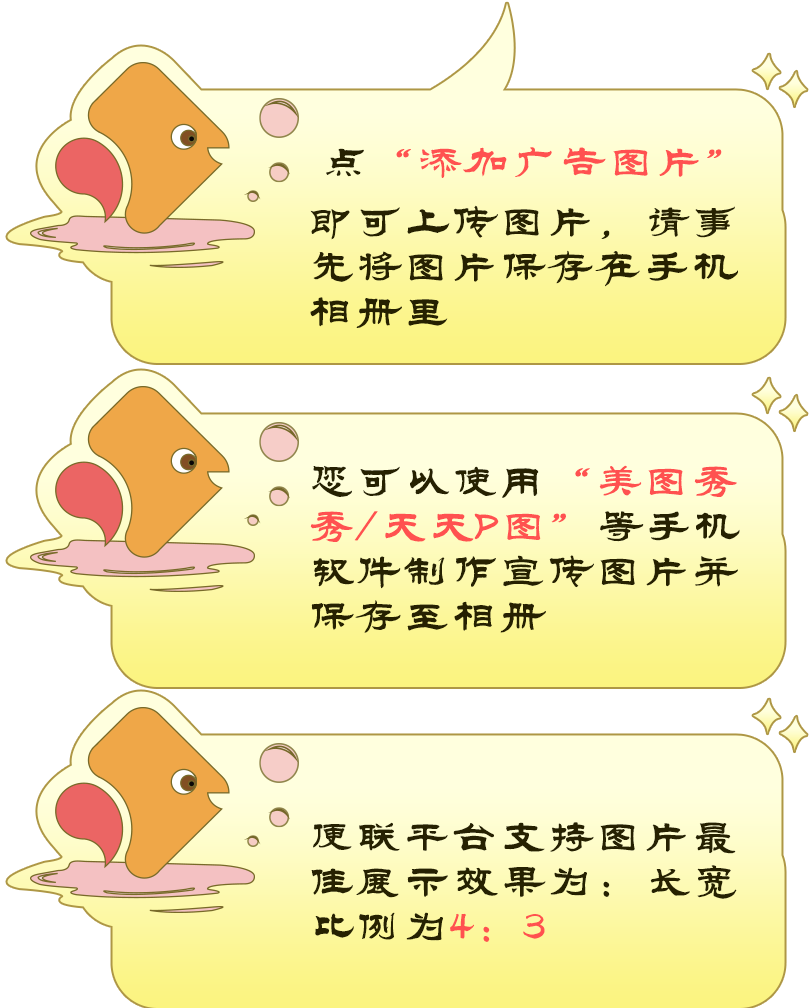 点“添加广告图片”
即可上传图片，请事
先将图片保存在手机
相册里
您可以使用“美图秀
秀/天天P图”等手机
软件制作宣传图片并
保存至相册
便联平台支持图片最
佳展示效果为：长宽
比例为4：3